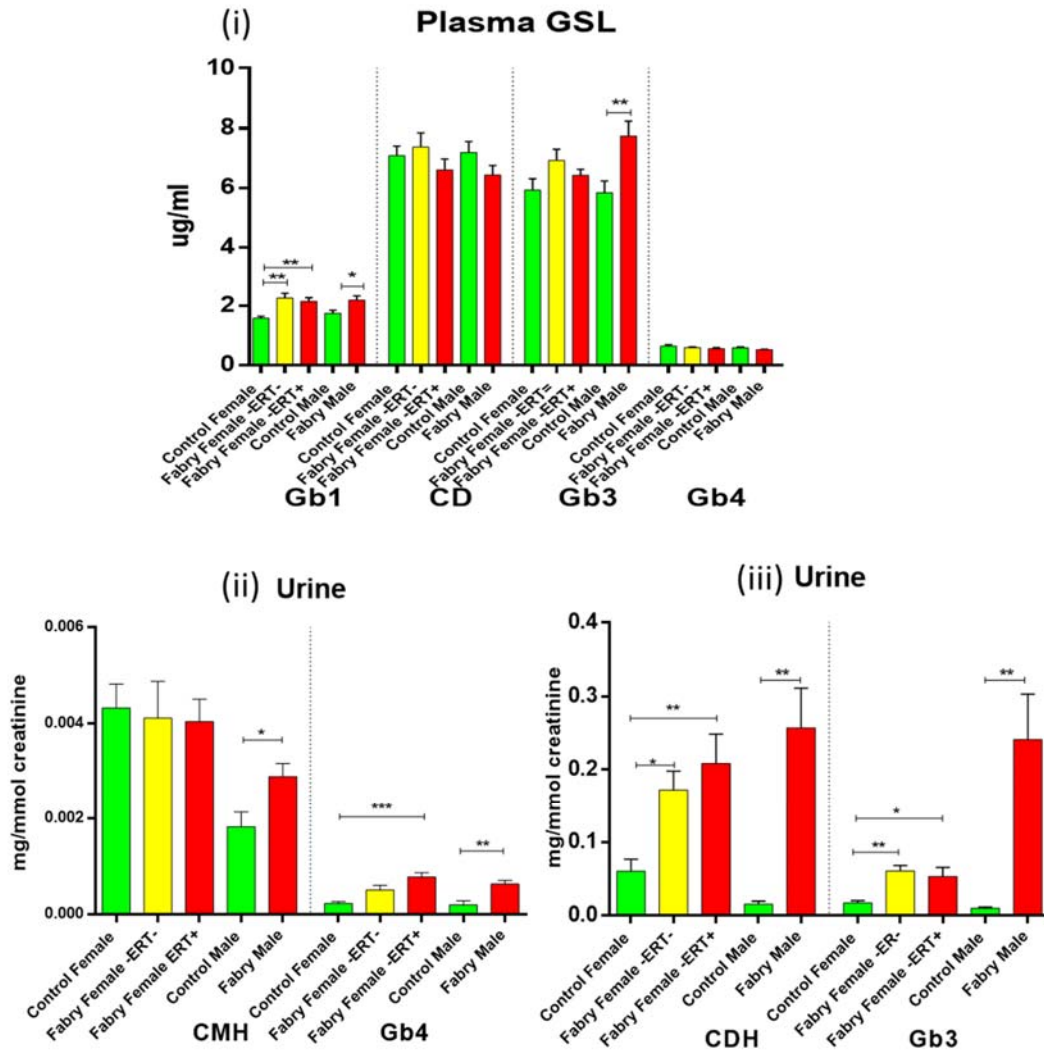 (i) Plasma GSL
10
8
6
4
2
0
ug/ml
** ** * **
Control Female
Fabry Female -ERT-
Fabry Female -ERT+
Control Male
Fabry Male
Control Female
Fabry Female -ERT-
Fabry Female -ERT+
Control Male
Fabry Male
Control Female
Fabry Female -ERT=
Fabry Female -ERT+
Control Male
Fabry Male
Control Female
Fabry Female -ERT-
Fabry Female -ERT+
Control Male
Fabry Male
Gb1 CD Gb3 Gb4
(ii) Urine
0.006
0.004
0.002
0.000
mg/mmol creatinine
* *** **
Control Female
Fabry Female -ERT-
Fabry Female ERT+
Control Male
Fabry Male
Control Female
Fabry Female -ERT-
Fabry Female -ERT+
Control Male
Fabry Male
CMH Gb4
(iii) Urine
0.4
0.3
0.2
0.1
0.0
mg/mmol creatinine
* ** ** ** * **
Control Female
Fabry Female -ERT-
Fabry Female -ERT+
Control Male
Fabry Male
Control Female
Fabry Female -ER-
Fabry Female -ERT+
Control Male
Fabry Male
CDH Gb3